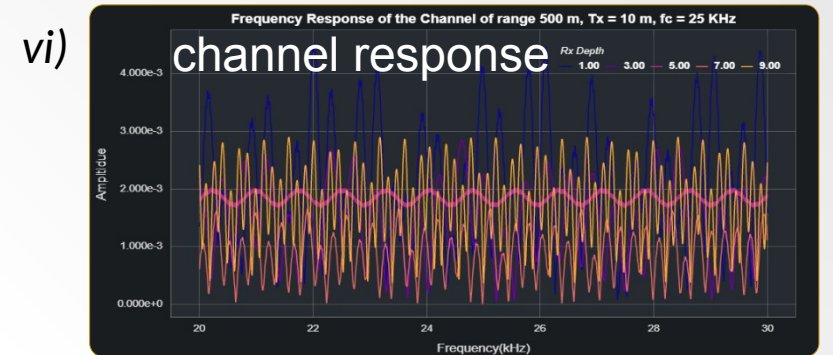 Frequency Response of the Channel of range 500 m, Tx = 10 m, fc = 25 KHz
vi)
channel response
Rx Depth
1.00 3.00 5.00 7.00 9.00
4.000e-3
3.000e-3
2.000e-3
1.000e-3
0.000e+0
Ampltidue
20 22 24 26 28 30
Frequency(kHz)